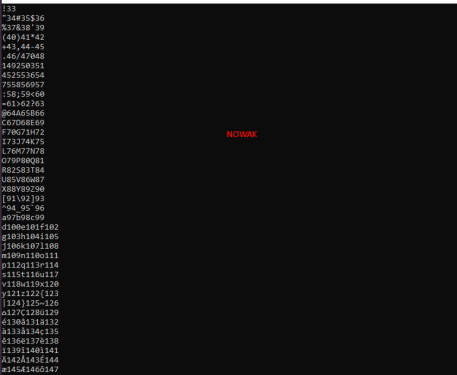 !33
"34#35$36
%37&38'39
(40)41*42
+43,44-45
.46/47048
149250351
452553654
755856957
:58;59<60
=61>62?63
@64A65B66
C67D68E69
F70G71H72
NOWAK
I73J74K75
L76M77N78
O79P80Q81
R82S83T84
U85V86W87
X88Y89Z90
[91\92]93
^94_95`96
a97b98c99
d100e101f102
g103h104i105
j106k107l108
m109n110o111
p112q113r114
s115t116u117
v118w119x120
y121z122{123
|124}125~126
⌂127Ç128ü129
é130â131ä132
à133å134ç135
ê136ë137è138
ï139î140ì141
Ä142Å143É144
æ145Æ146ô147